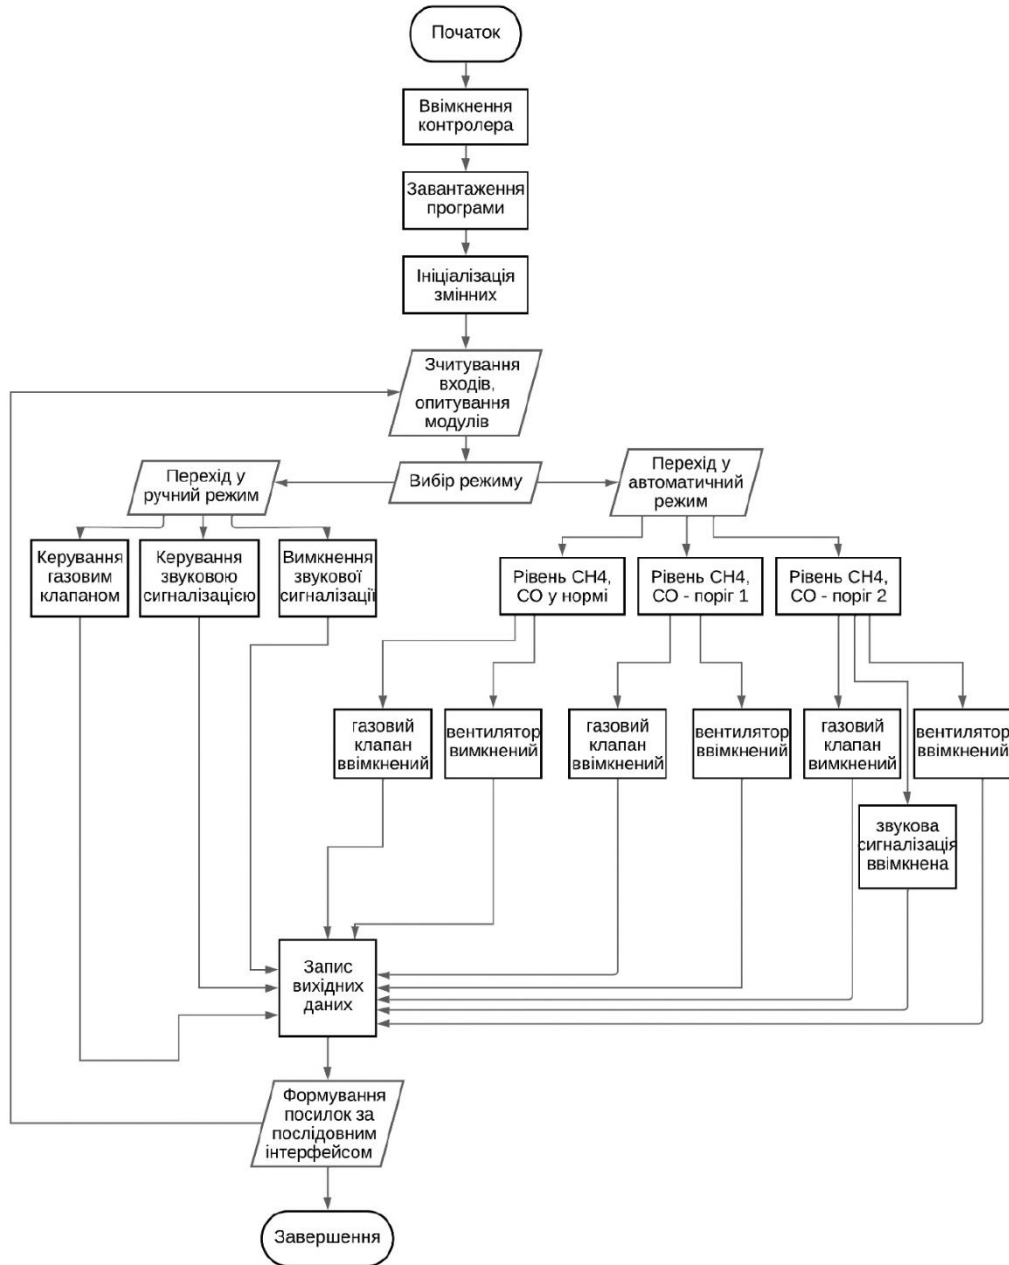 Початок
Ввімкнення
контролера
Завантаження
програми
Ініціалізація
змінних
Зчитування
входів,
опитування
модулів
Перехід у
ручний режим
Вибір режиму
Перехід у
автоматичний
режим
Керування
газовим
клапаном
Керування
звуковою
сигналізацією
Вимкнення
звукової
сигналізації
Рівень CH4,
CO у нормі
Рівень CH4,
CO - поріг 1
Рівень CH4,
CO - поріг 2
газовий
клапан
ввімкнений
вентилятор
вимкнений
газовий
клапан
ввімкнений
вентилятор
ввімкнений
газовий
клапан
вимкнений
вентилятор
ввімкнений
звукова
сигналізація
ввімкнена
Запис
вихідних
даних
Формування
посилок за
послідовним
інтерфейсом
Завершення